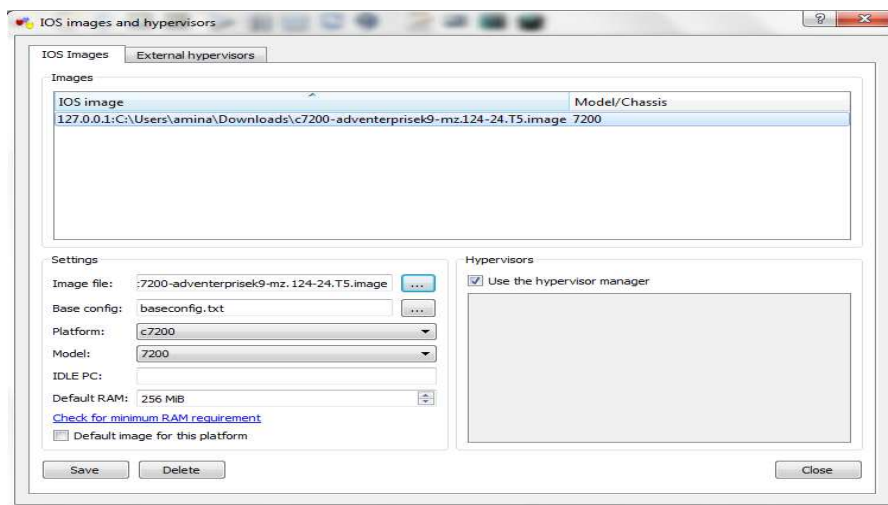 IOS images and hypervisors
IOS Images
External hypervisors
Images
IOS image
Model/Chassis
127.0.0.1:C:\Users\amina\Downloads\c7200-adventerprisek9-mz.124-24.T5.image 7200
Settings
Image file: :7200-adventerprisek9-mz.124-24.T5.image ...
Base config: baseconfig.txt ...
Platform: c7200
Model: 7200
IDLE PC:
Default RAM: 256 MiB
Check for minimum RAM requirement
Default image for this platform
Hypervisors
Use the hypervisor manager
Save
Delete
Close